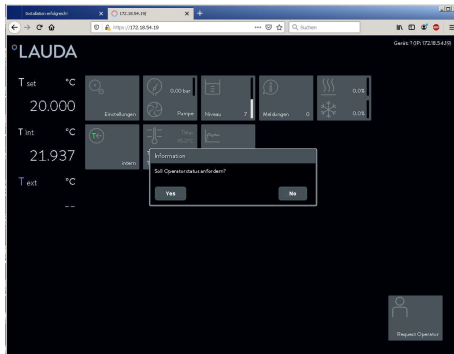 Installation erfolgreich!
172.18.54.19/
https://172.18.54.19
Suchen
°LAUDA
Gerät: ? (IP: 172.18.54.19)
T set °C
20.000
T int °C
21.937
T ext °C
--
Einstellungen
0.00 bar
Pumpe
Niveau 7
Meldungen 0
0,0%
0,0%
T
intern
Information
Soll Operatorstatus anfordern?
Yes
No
Request Operator